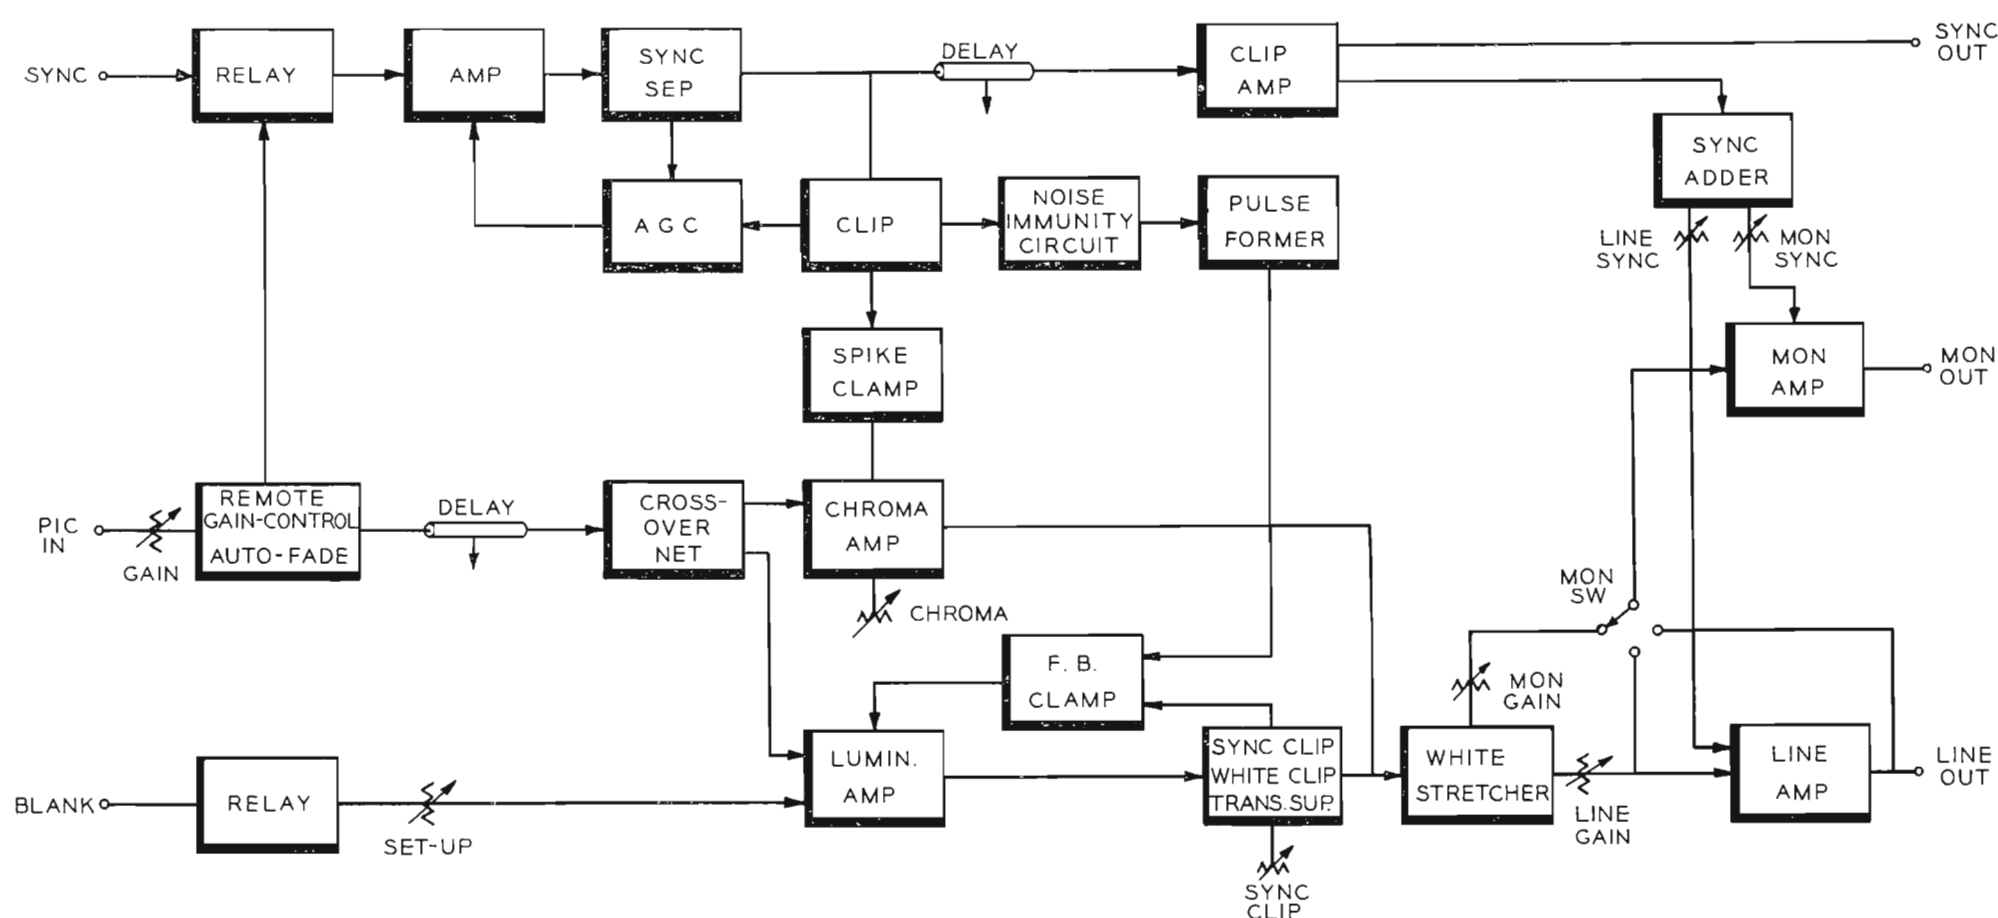 SYNC
RELAY
AMP
SYNC
SEP
DELAY
CLIP
AMP
SYNC
OUT
SYNC
ADDER
AGC
CLIP
NOISE
IMMUNITY
CIRCUIT
PULSE
FORMER
LINE
SYNC
MON
SYNC
SPIKE
CLAMP
MON
AMP
MON
OUT
PIC
IN
GAIN
REMOTE
GAIN-CONTROL
AUTO-FADE
DELAY
CROSS-
OVER
NET
CHROMA
AMP
CHROMA
MON
SW
F. B.
CLAMP
MON
GAIN
BLANK
RELAY
SET-UP
LUMIN.
AMP
SYNC CLIP
WHITE CLIP
TRANS. SUP.
SYNC
CLIP
WHITE
STRETCHER
LINE
GAIN
LINE
AMP
LINE
OUT